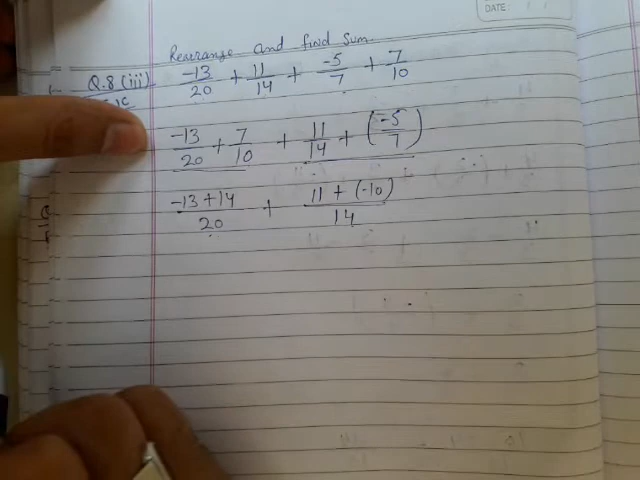 DATE:
Rearrange and find sum.
Q.8 (iii) -13/20 + 11/14 + -5/7 + 7/10
-13/20 + 7/10 + 11/14 + (-5/7)
-13+14/20 + 11+(-10)/14